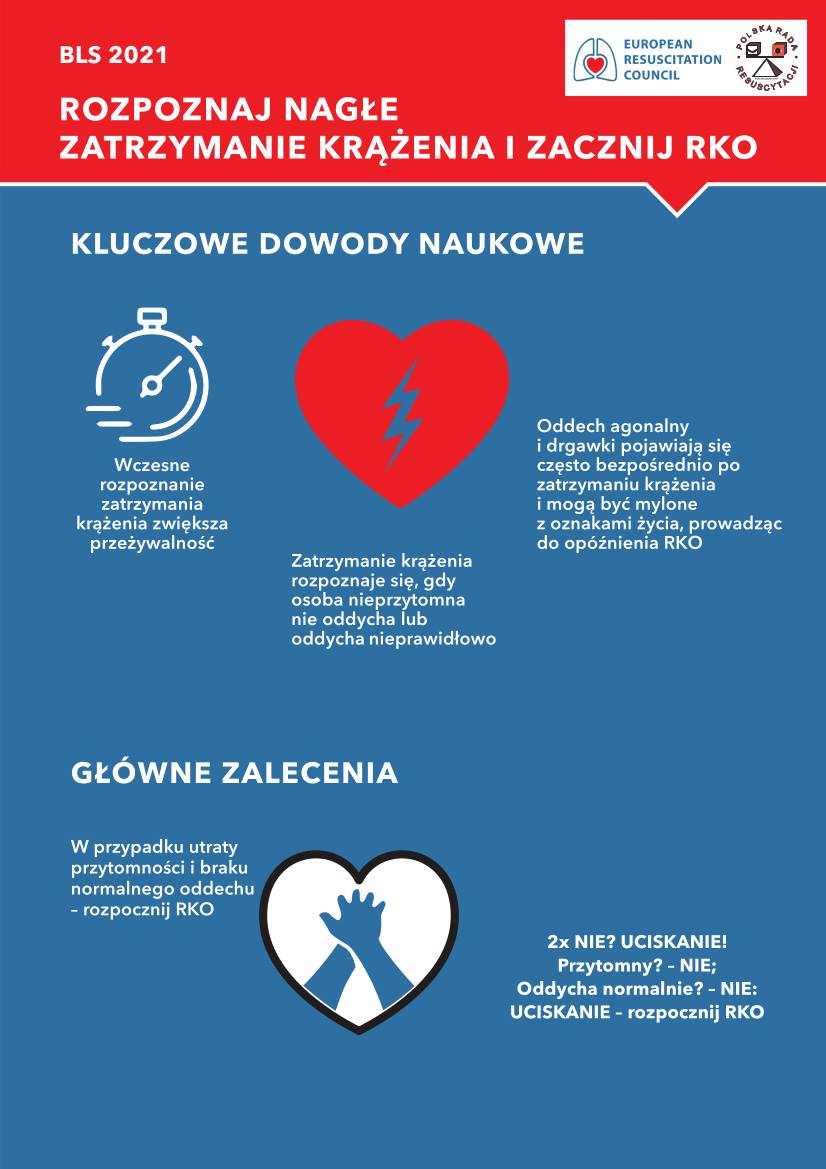 BLS 2021
EUROPEAN
RESUSCITATION
COUNCIL
POLSKA RADA
RESUSCYTACJI
ROZPOZNAJ NAGŁE
ZATRZYMANIE KRĄŻENIA I ZACZNIJ RKO
KLUCZOWE DOWODY NAUKOWE
Wczesne
rozpoznanie
zatrzymania
krążenia zwiększa
przeżywalność
Zatrzymanie krążenia
rozpoznaje się, gdy
osoba nieprzytomna
nie oddycha lub
oddycha nieprawidłowo
Oddech agonalny
i drgawki pojawiają się
często bezpośrednio po
zatrzymaniu krążenia
i mogą być mylone
z oznakami życia, prowadząc
do opóźnienia RKO
GŁÓWNE ZALECENIA
W przypadku utraty
przytomności i braku
normalnego oddechu
– rozpocznij RKO
2x NIE? UCISKANIE!
Przytomny? – NIE;
Oddycha normalnie? – NIE:
UCISKANIE – rozpocznij RKO